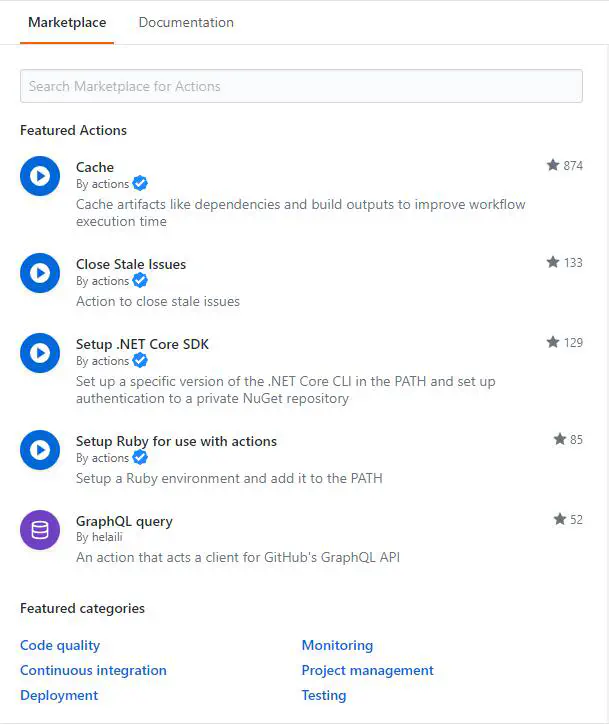 Marketplace Documentation
Search Marketplace for Actions
Featured Actions
Cache 874
By actions
Cache artifacts like dependencies and build outputs to improve workflow
execution time
Close Stale Issues 133
By actions
Action to close stale issues
Setup .NET Core SDK 129
By actions
Set up a specific version of the .NET Core CLI in the PATH and set up
authentication to a private NuGet repository
Setup Ruby for use with actions 85
By actions
Setup a Ruby environment and add it to the PATH
GraphQL query 52
By helaili
An action that acts a client for GitHub's GraphQL API
Featured categories
Code quality Monitoring
Continuous integration Project management
Deployment Testing